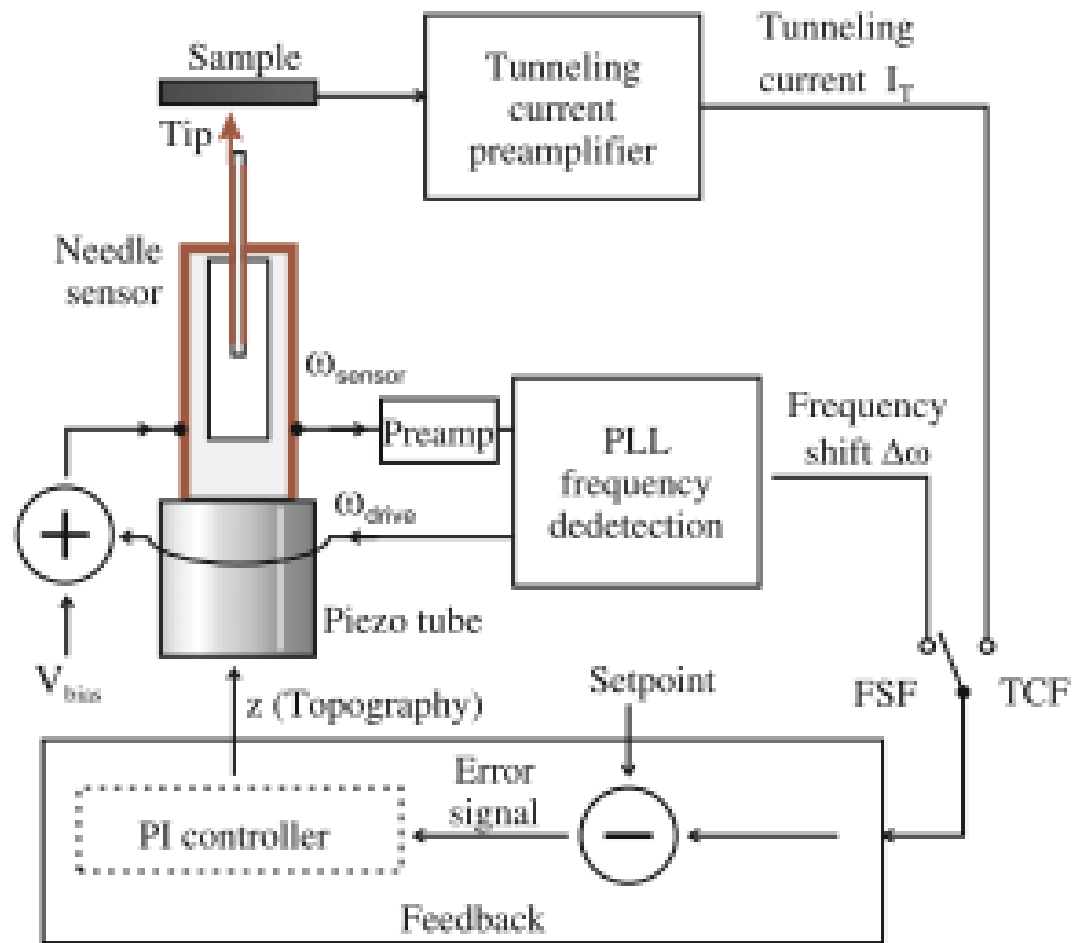 Sample
Tunneling
current
preamplifier
Tunneling
current I_T
Tip
Needle
sensor
ω_sensor
Preamp
PLL
frequency
dedetection
Frequency
shift Δω
ω_drive
+
Piezo tube
V_bias
z (Topography)
Setpoint
FSF
TCF
Error
signal
−
PI controller
Feedback